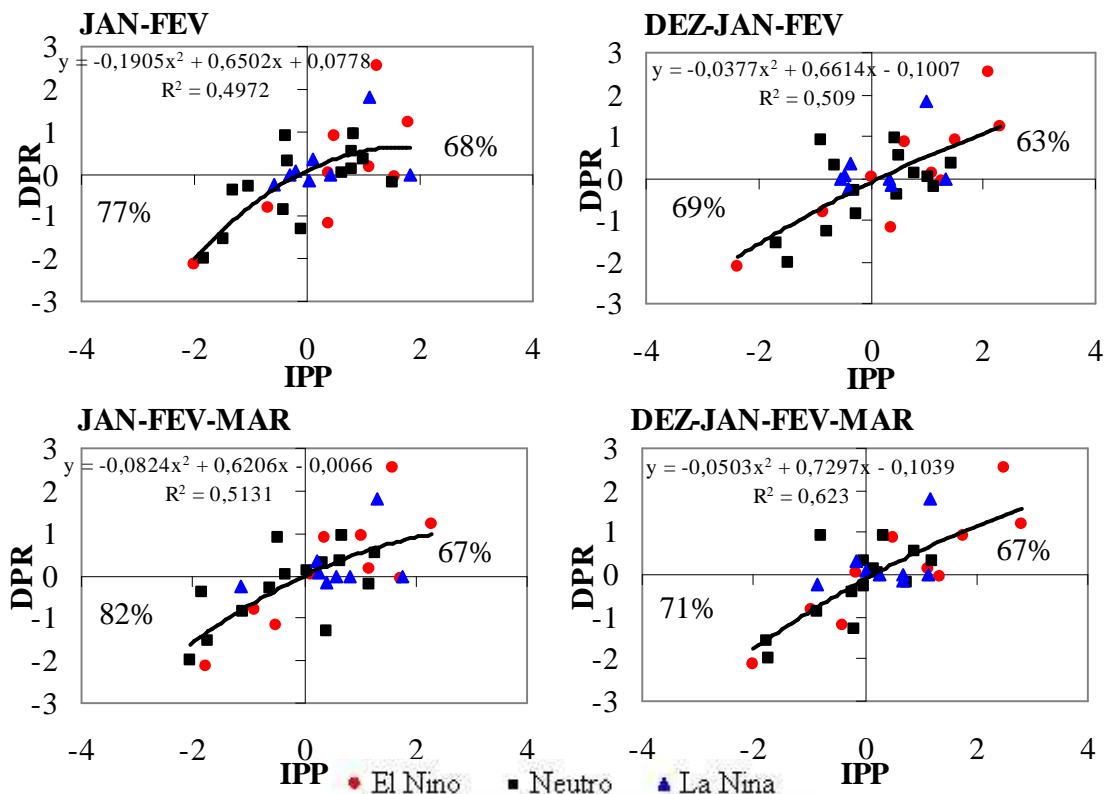 JAN-FEV
y = -0,1905x² + 0,6502x + 0,0778
R² = 0,4972
3
2
1
0
-1
-2
-3
DPR
68%
77%
-4 -2 0 2 4
IPP
DEZ-JAN-FEV
y = -0,0377x² + 0,6614x - 0,1007
R² = 0,509
3
2
1
0
-1
-2
-3
DPR
63%
69%
-4 -2 0 2 4
IPP
JAN-FEV-MAR
y = -0,0824x² + 0,6206x - 0,0066
R² = 0,5131
3
2
1
0
-1
-2
-3
DPR
67%
82%
-4 -2 0 2 4
IPP
DEZ-JAN-FEV-MAR
y = -0,0503x² + 0,7297x - 0,1039
R² = 0,623
3
2
1
0
-1
-2
-3
DPR
67%
71%
-4 -2 0 2 4
IPP
El Nino Neutro La Nina